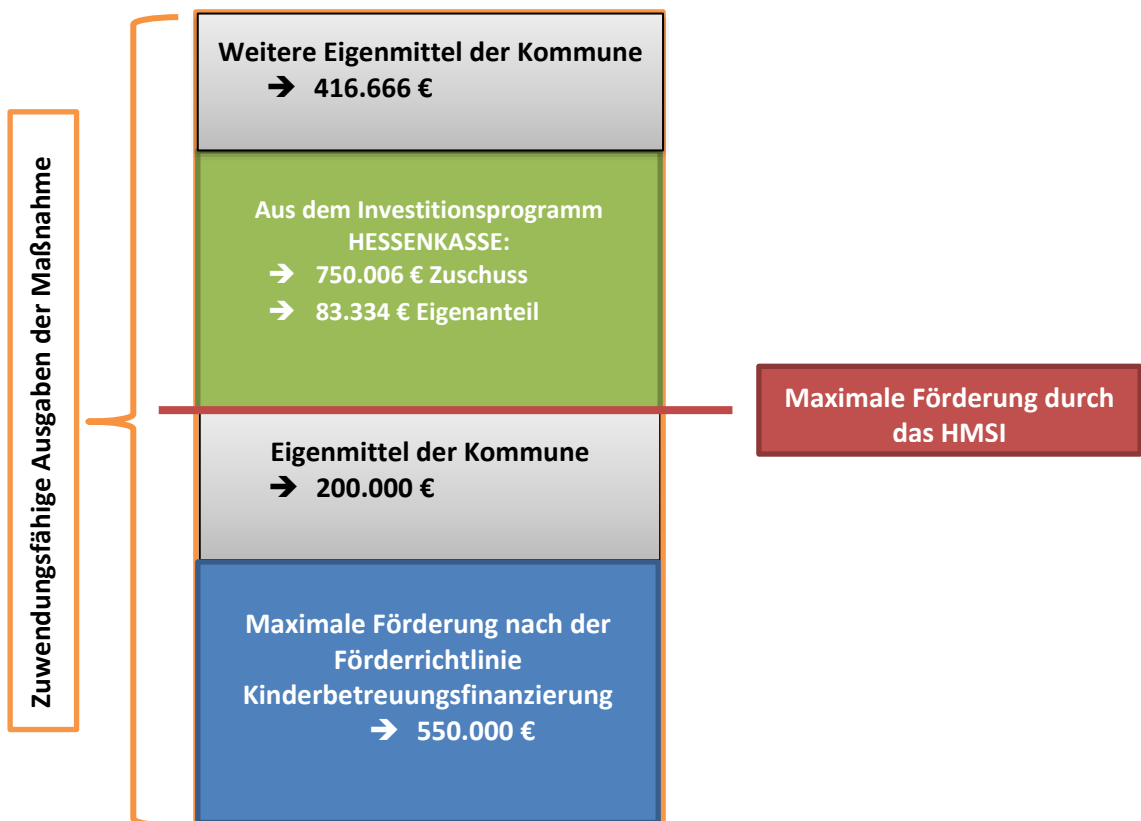 Weitere Eigenmittel der Kommune
➔ 416.666 €
Zuwendungsfähige Ausgaben der Maßnahme
Aus dem Investitionsprogramm
HESSENKASSE:
➔ 750.006 € Zuschuss
➔ 83.334 € Eigenanteil
Maximale Förderung durch
das HMSI
Eigenmittel der Kommune
➔ 200.000 €
Maximale Förderung nach der
Förderrichtlinie
Kinderbetreuungsfinanzierung
➔ 550.000 €